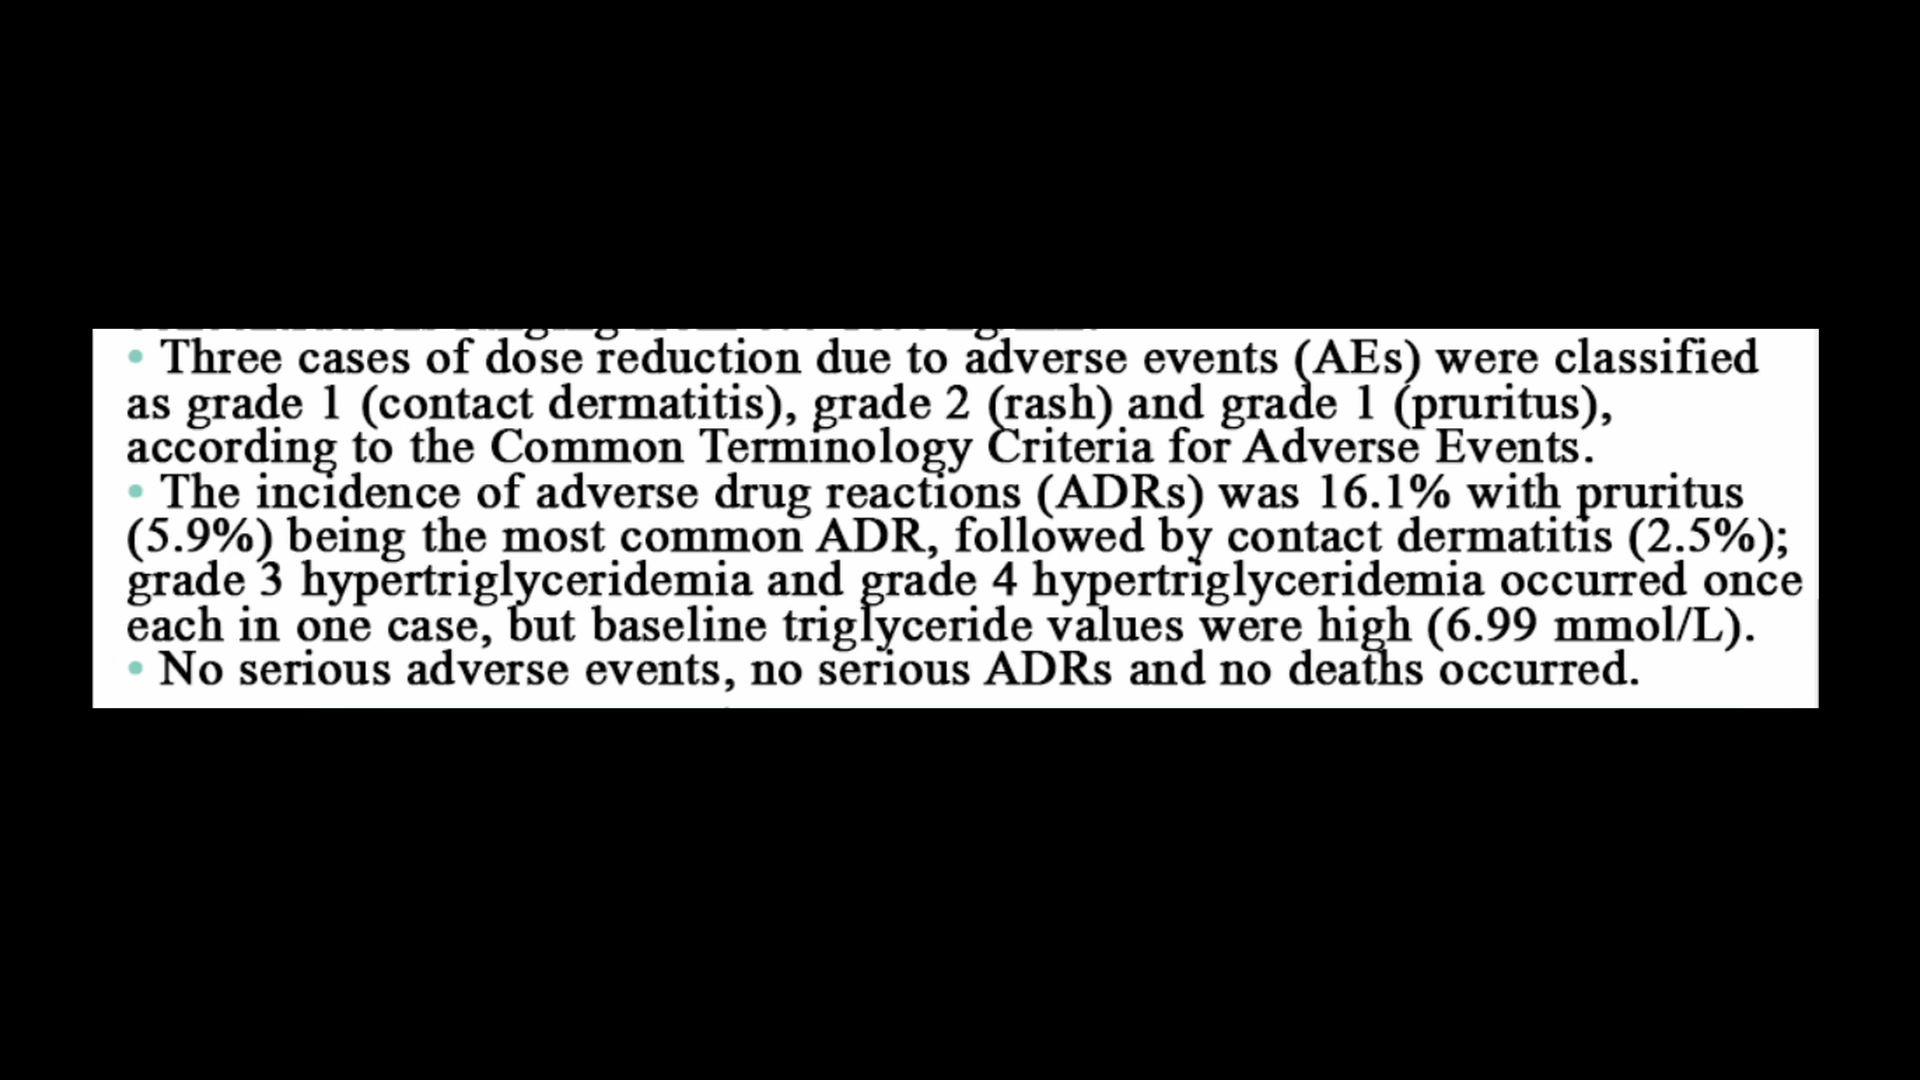 • Three cases of dose reduction due to adverse events (AEs) were classified
as grade 1 (contact dermatitis), grade 2 (rash) and grade 1 (pruritus),
according to the Common Terminology Criteria for Adverse Events.
• The incidence of adverse drug reactions (ADRs) was 16.1% with pruritus
(5.9%) being the most common ADR, followed by contact dermatitis (2.5%);
grade 3 hypertriglyceridemia and grade 4 hypertriglyceridemia occurred once
each in one case, but baseline triglyceride values were high (6.99 mmol/L).
• No serious adverse events, no serious ADRs and no deaths occurred.